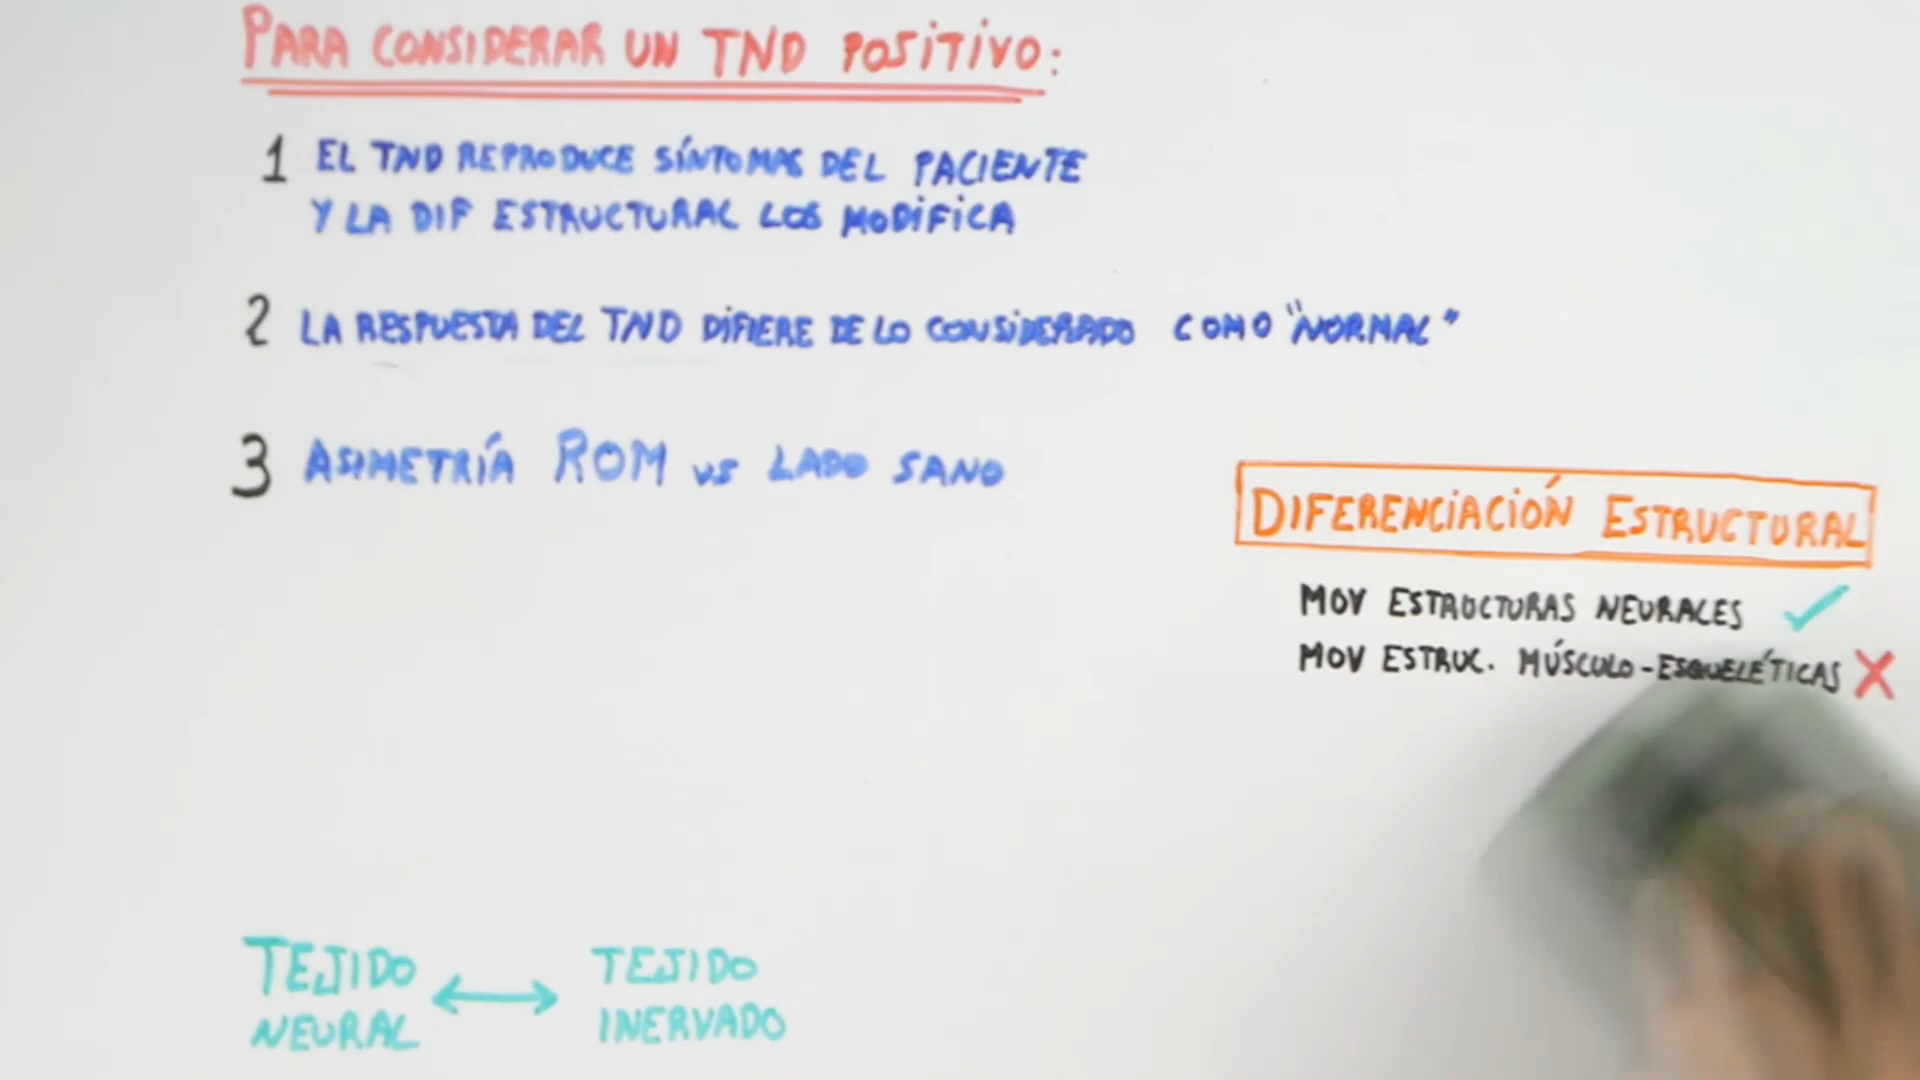 PARA CONSIDERAR UN TND POSITIVO:
1 EL TND REPRODUCE SÍNTOMAS DEL PACIENTE
Y LA DIF ESTRUCTURAL LOS MODIFICA
2 LA RESPUESTA DEL TND DIFIERE DE LO CONSIDERADO COMO "NORMAL"
3 ASIMETRÍA ROM vs LADO SANO
DIFERENCIACIÓN ESTRUCTURAL
MOV ESTRUCTURAS NEURALES ✓
MOV ESTRUC. MÚSCULO-ESQUELÉTICAS X
TEJIDO NEURAL ↔ TEJIDO INERVADO